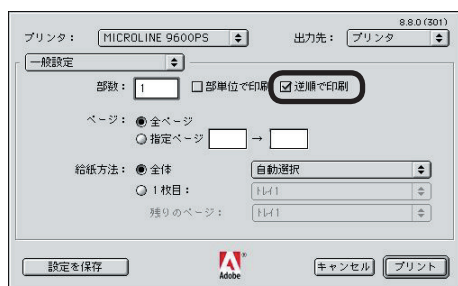 8.8.0 (301)
プリンタ： MICROLINE 9600PS 出力先： プリンタ
一般設定
部数： 1 部単位で印刷 逆順で印刷
ページ： 全ページ
指定ページ →
給紙方法： 全体 自動選択
1 枚目： トレイ1
残りのページ： トレイ1
設定を保存 Adobe キャンセル プリント